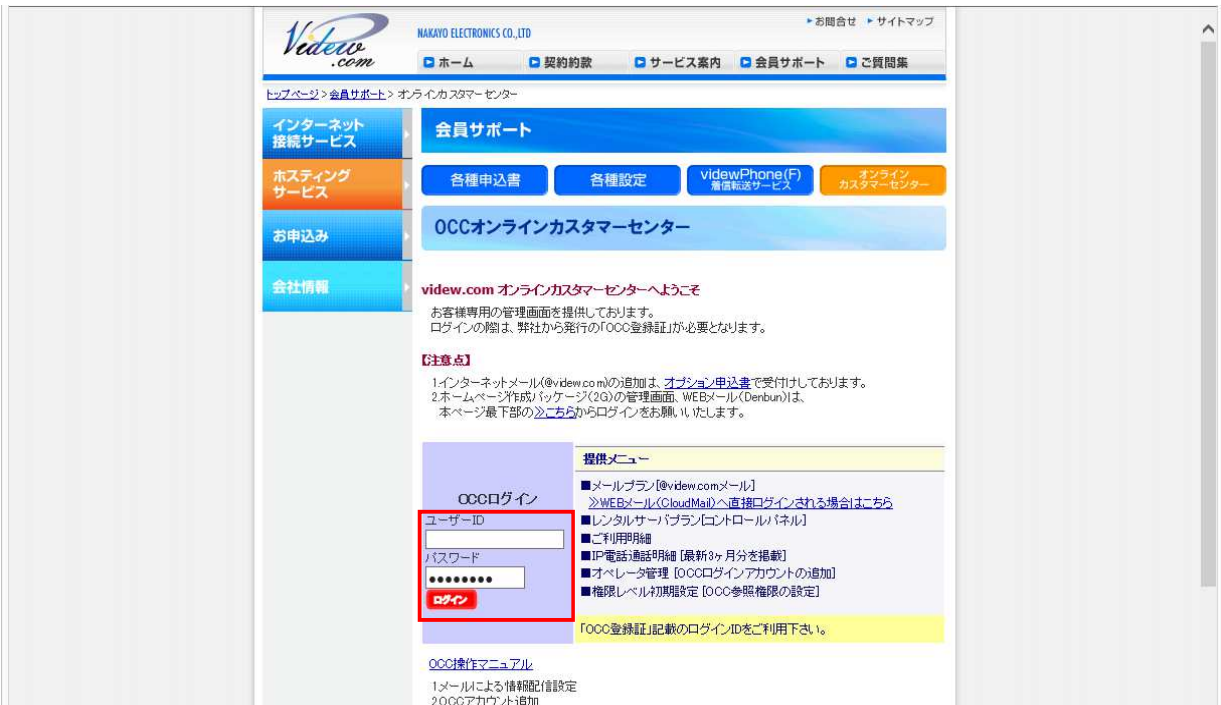 Videw
.com
NAKAYO ELECTRONICS CO.,LTD
お問合せ サイトマップ
ホーム 契約約款 サービス案内 会員サポート ご質問集
トップページ>会員サポート>オンラインカスタマーセンター
インターネット
接続サービス
ホスティング
サービス
お申込み
会社情報
会員サポート
各種申込書 各種設定 videwPhone(F)
着信転送サービス オンライン
カスタマーセンター
OCCオンラインカスタマーセンター
videw.com オンラインカスタマーセンターへようこそ
お客様専用の管理画面を提供しております。
ログインの際は、弊社から発行の「OCC登録証」が必要となります。
【注意点】
1.インターネットメール(@videw.com)の追加は、オプション申込書で受付けしております。
2.ホームページ作成パッケージ(2G)の管理画面、WEBメール(Denbun)は、
本ページ最下部の≫こちらからログインをお願いいたします。
OCCログイン
ユーザーID
パスワード
●●●●●●●●
ログイン
提供メニュー
■メールプラン[@videw.comメール]
≫WEBメール(CloudMail)へ直接ログインされる場合はこちら
■レンタルサーバプラン[コントロールパネル]
■ご利用明細
■IP電話通話明細 [最新3ヶ月分を掲載]
■オペレータ管理 [OCCログインアカウントの追加]
■権限レベル初期設定 [OCC参照権限の設定]
「OCC登録証」記載のログインIDをご利用下さい。
OCC操作マニュアル
1.メールによる情報配信設定
2.OCCアカウント追加